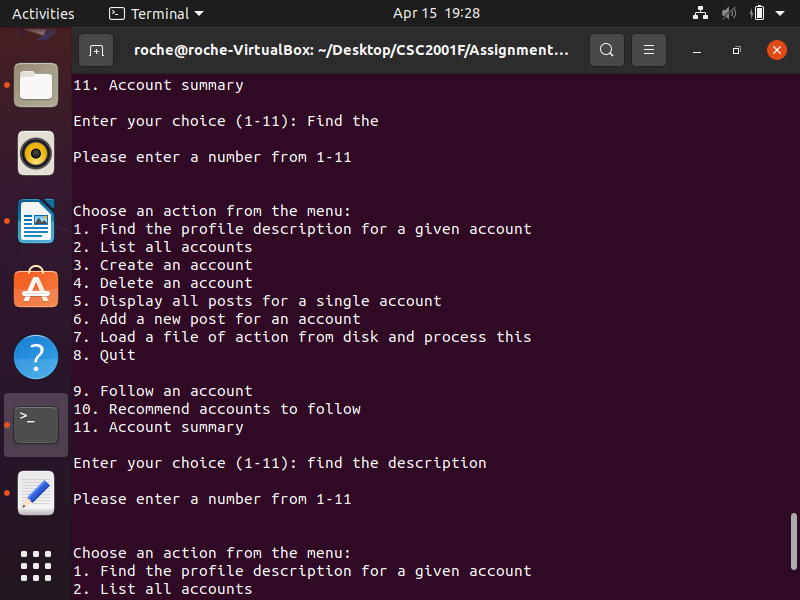 Activities
Terminal
Apr 15 19:28
roche@roche-VirtualBox: ~/Desktop/CSC2001F/Assignment...
11. Account summary
Enter your choice (1-11): Find the
Please enter a number from 1-11
Choose an action from the menu:
1. Find the profile description for a given account
2. List all accounts
3. Create an account
4. Delete an account
5. Display all posts for a single account
6. Add a new post for an account
7. Load a file of action from disk and process this
8. Quit
9. Follow an account
10. Recommend accounts to follow
11. Account summary
Enter your choice (1-11): find the description
Please enter a number from 1-11
Choose an action from the menu:
1. Find the profile description for a given account
2. List all accounts